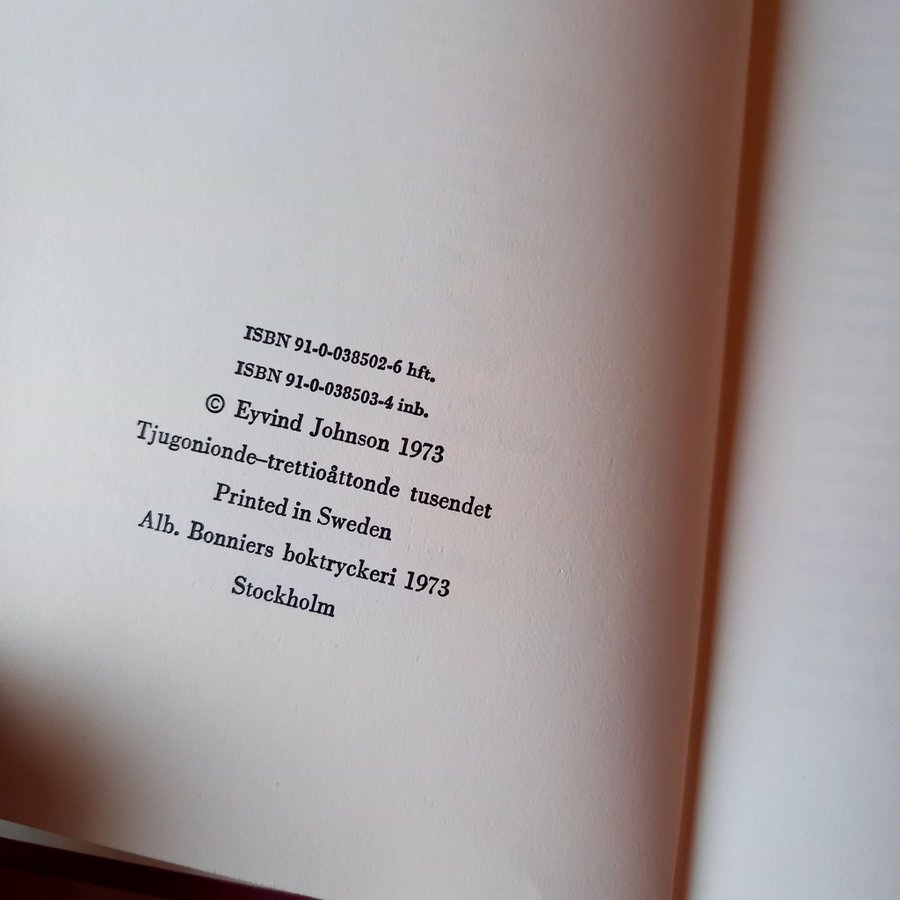 ISBN 91-0-038502-6 hft.
ISBN 91-0-038503-4 inb.
© Eyvind Johnson 1973
Tjugonionde–trettioåttonde tusendet
Printed in Sweden
Alb. Bonniers boktryckeri 1973
Stockholm